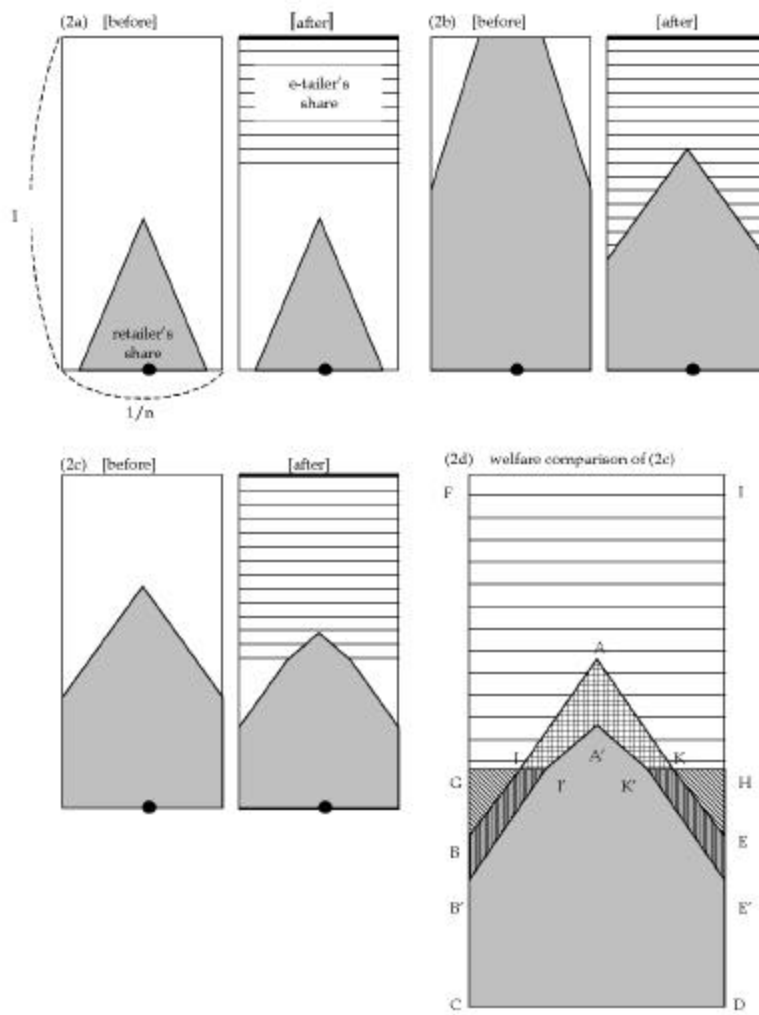 (2a) [before] [after] (2b) [before] [after]
e-tailer's
share
1
retailer's
share
1/n
(2c) [before] [after] (2d) welfare comparison of (2c)
F I
A
J A' K
G J' K' H
B E
B' E'
C D